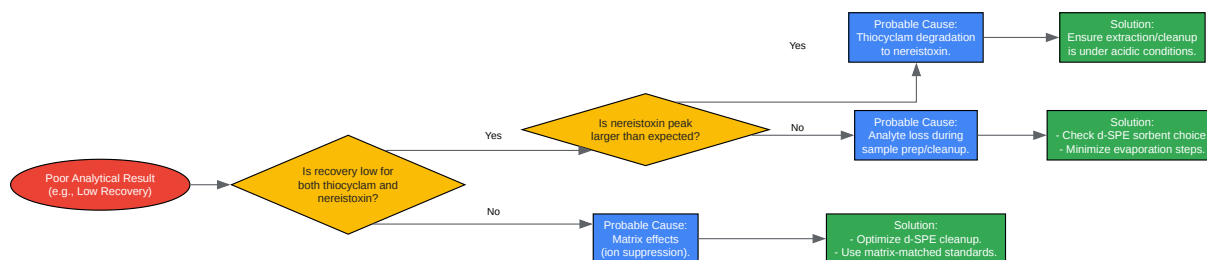 Poor Analytical Result
(e.g., Low Recovery)
Is recovery low for
both thiocyclam and
nereistoxin?
Yes
No
Is nereistoxin peak
larger than expected?
Yes
No
Probable Cause:
Thiocyclam degradation
to nereistoxin.
Solution:
Ensure extraction/cleanup
is under acidic conditions.
Probable Cause:
Analyte loss during
sample prep/cleanup.
Solution:
- Check d-SPE sorbent choice
- Minimize evaporation steps.
Probable Cause:
Matrix effects
(ion suppression).
Solution:
- Optimize d-SPE cleanup.
- Use matrix-matched standards.